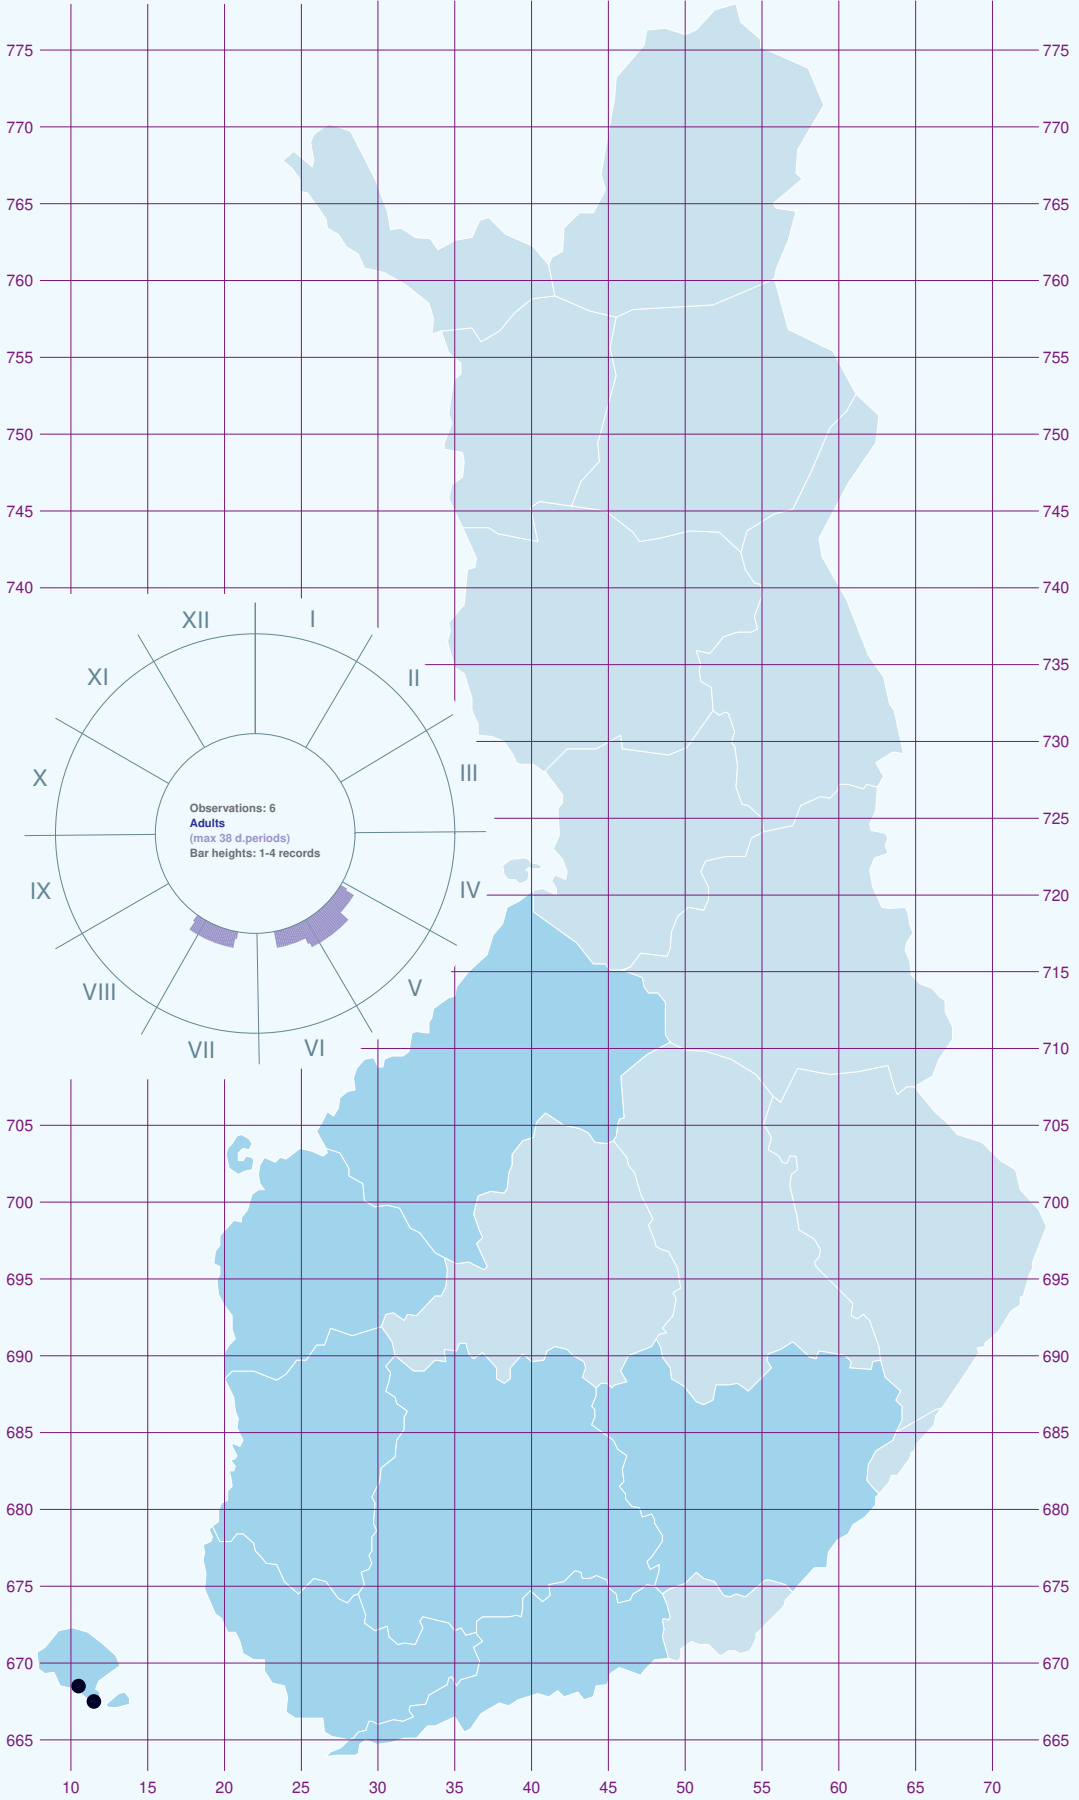 775 775
770 770
765 765
760 760
755 755
750 750
745 745
740 740
XII I
XI II
735 735
730 730
X III
Observations: 6
Adults
(max 38 d.periods)
Bar heights: 1-4 records
725
IX IV
720 720
VIII V
715
VII VI
710
705 705
700 700
695 695
690 690
685 685
680 680
675 675
670 670
665 665
10 15 20 25 30 35 40 45 50 55 60 65 70